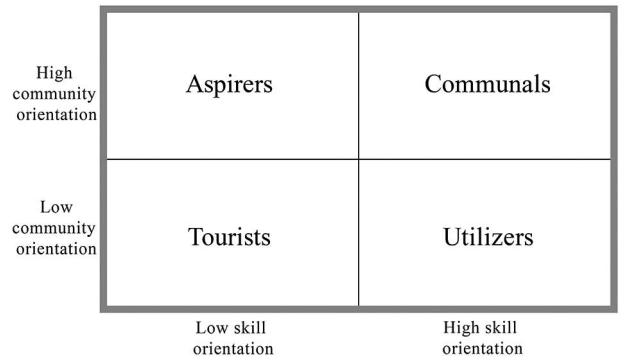 High
community
orientation
Aspirers
Communals
Low
community
orientation
Tourists
Utilizers
Low skill
orientation
High skill
orientation